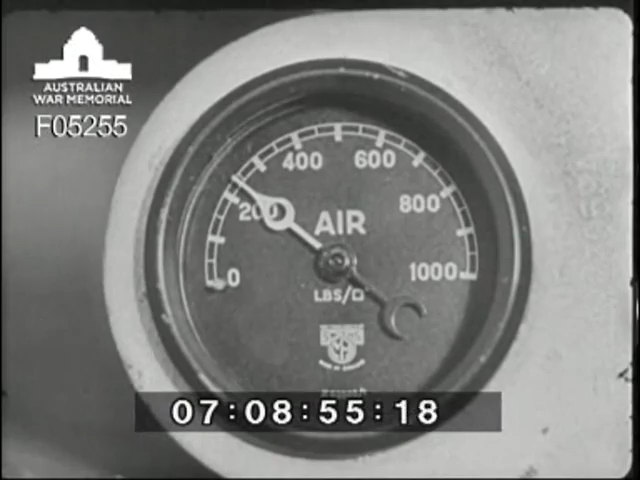 AUSTRALIAN
WAR MEMORIAL
F05255
400 600
200 800
AIR
0 1000
LBS/□
07:08:55:18